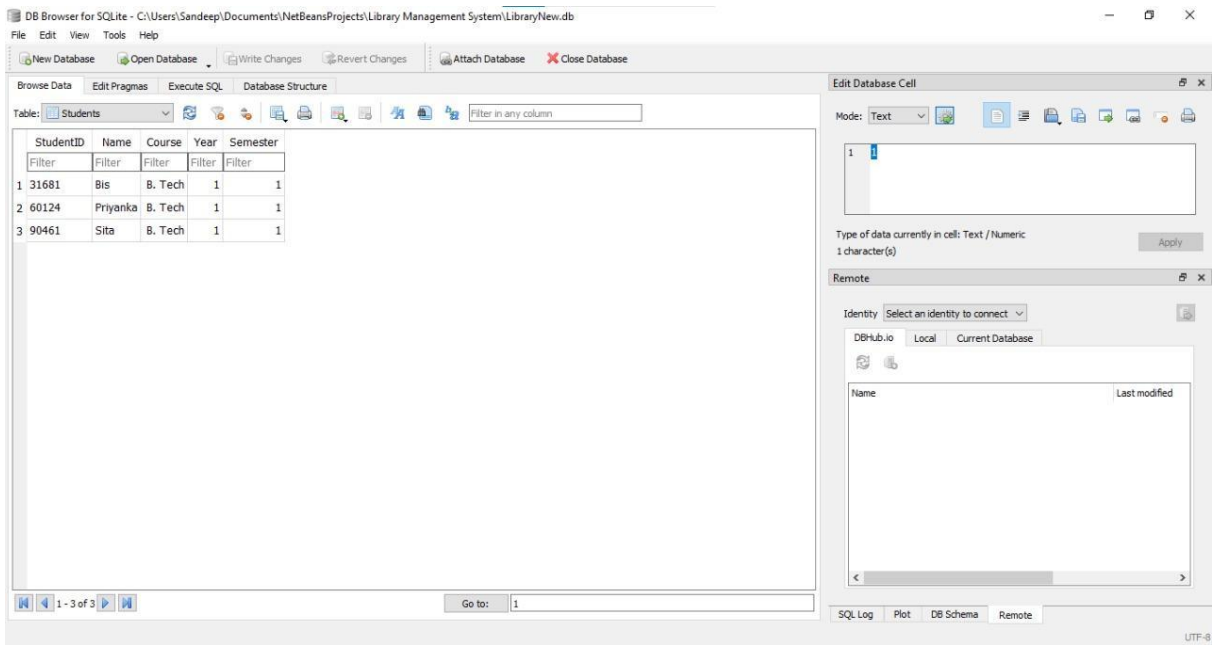 DB Browser for SQLite - C:\Users\Sandeep\Documents\NetBeansProjects\Library Management System\LibraryNew.db
File Edit View Tools Help
New Database Open Database Write Changes Revert Changes Attach Database Close Database
Browse Data Edit Pragmas Execute SQL Database Structure
Table: Students Filter in any column
StudentID Name Course Year Semester
Filter Filter Filter Filter Filter
1 31681 Bis B. Tech 1 1
2 60124 Priyanka B. Tech 1 1
3 90461 Sita B. Tech 1 1
1 - 3 of 3 Go to: 1
Edit Database Cell
Mode: Text
1 1
Type of data currently in cell: Text / Numeric
1 character(s)
Apply
Remote
Identity Select an identity to connect
DBHub.io Local Current Database
Name Last modified
SQL Log Plot DB Schema Remote
UTF-8